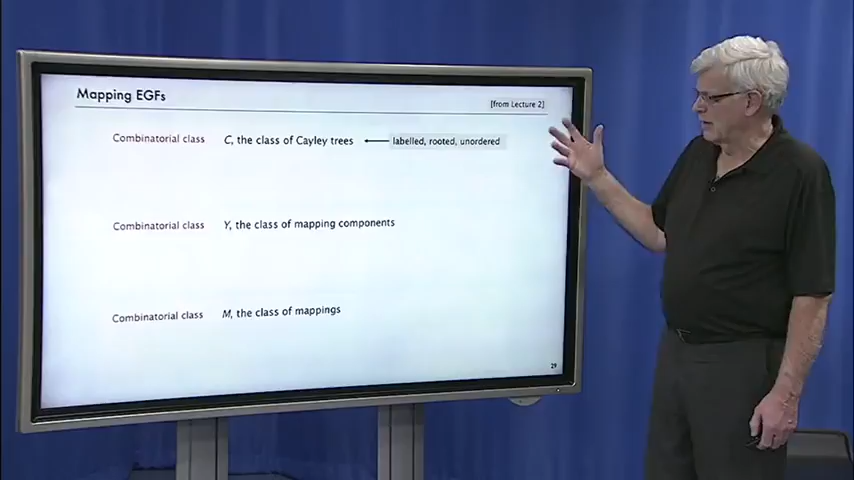 Mapping EGFs
[from Lecture 2]
Combinatorial class C, the class of Cayley trees labelled, rooted, unordered
Combinatorial class Y, the class of mapping components
Combinatorial class M, the class of mappings
29